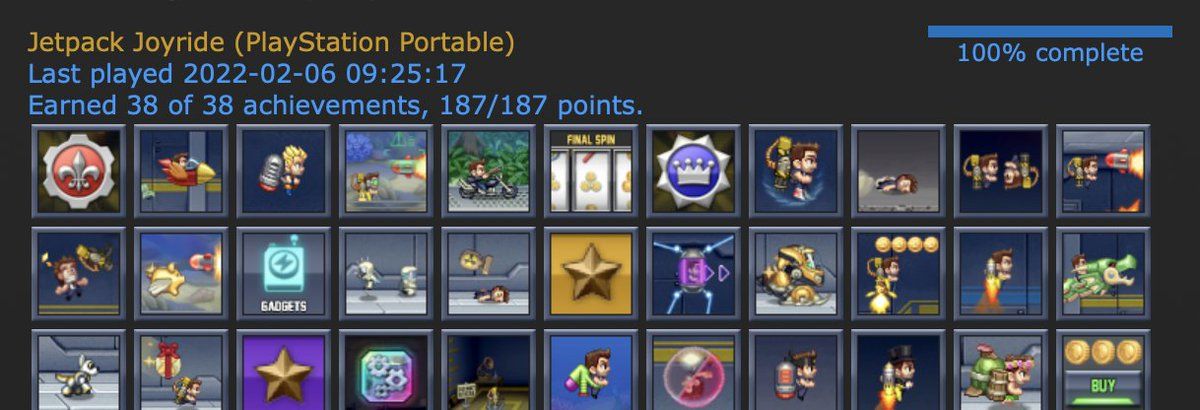 Jetpack Joyride (PlayStation Portable)
100% complete
Last played 2022-02-06 09:25:17
Earned 38 of 38 achievements, 187/187 points.
FINAL SPIN
GADGETS
BUY